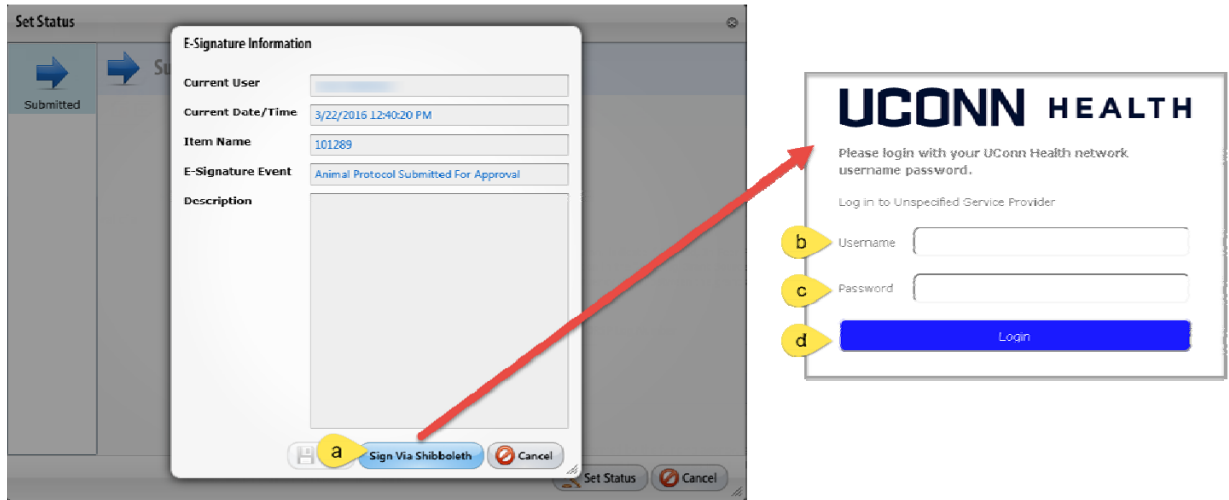 Set Status
Submitted
Su
E-Signature Information
Current User
Current Date/Time 3/22/2016 12:40:20 PM
Item Name 101289
E-Signature Event Animal Protocol Submitted For Approval
Description
a Sign Via Shibboleth Cancel
Set Status Cancel
UCONN HEALTH
Please login with your UConn Health network
username password.
Log in to Unspecified Service Provider
b Username
c Password
d Login